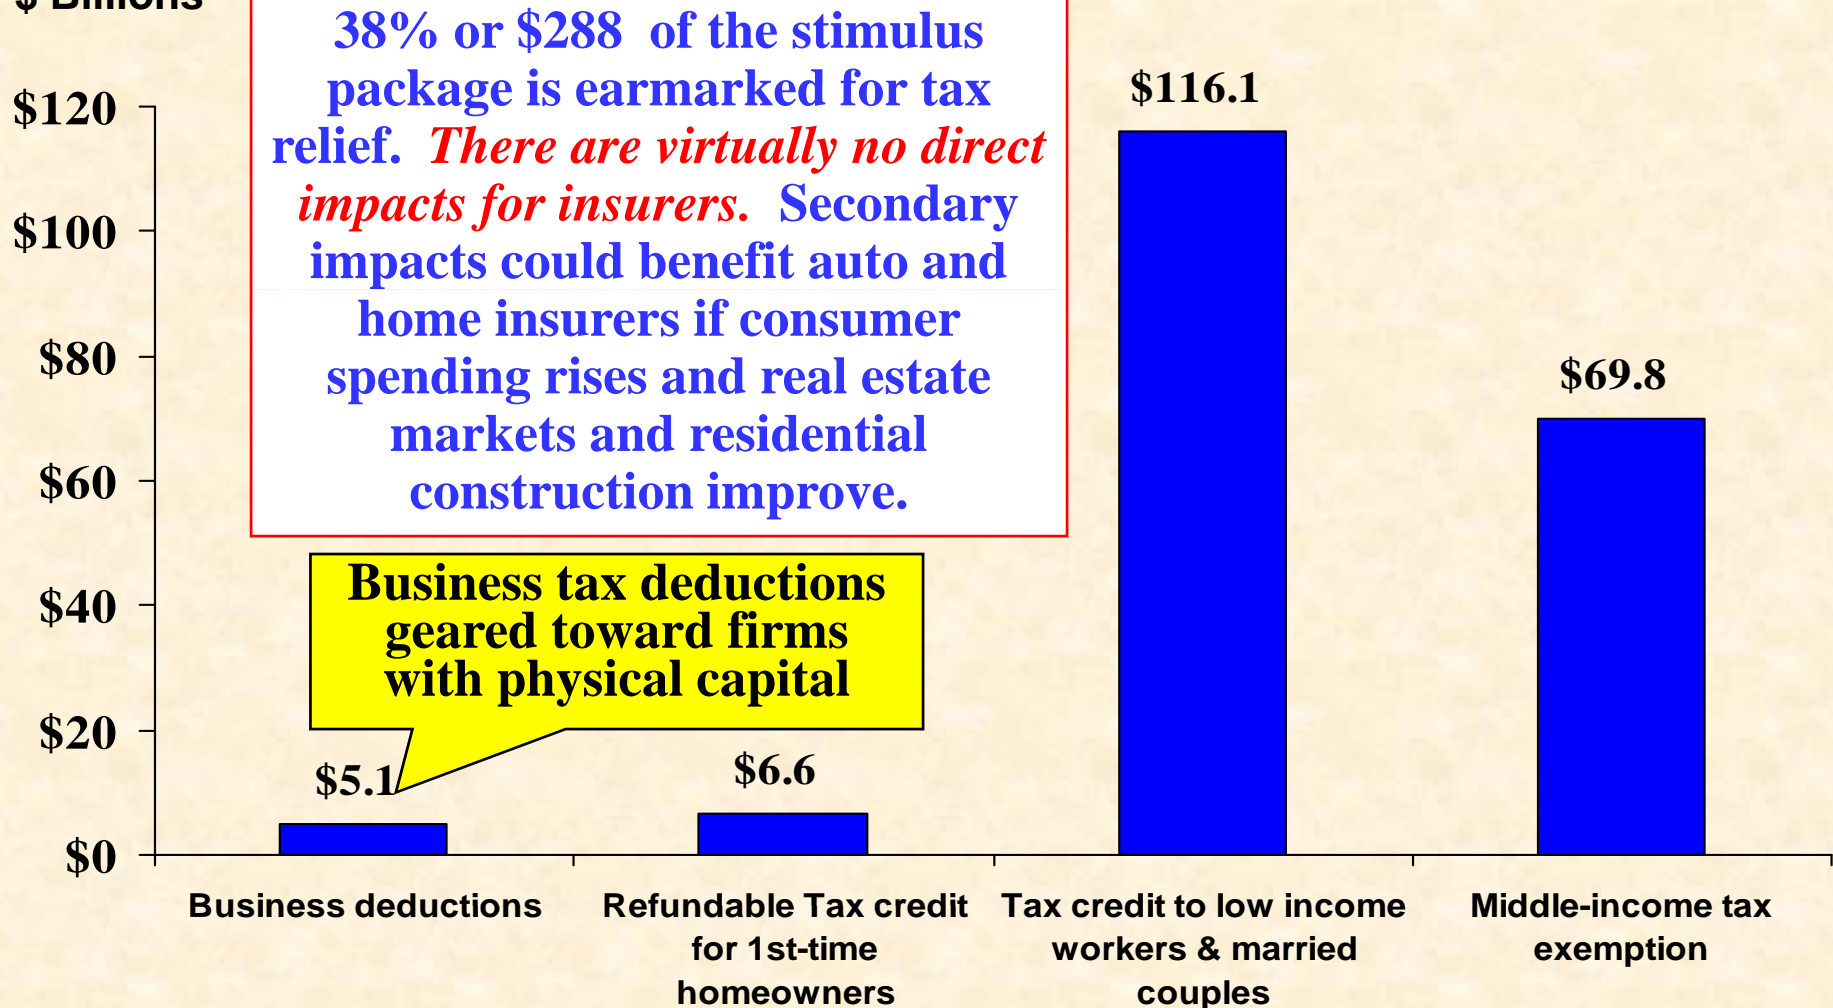 $ Billions
38% or $288 of the stimulus
package is earmarked for tax
relief. There are virtually no direct
impacts for insurers. Secondary
impacts could benefit auto and
home insurers if consumer
spending rises and real estate
markets and residential
construction improve.
$120
$100
$80
$60
$40
$20
$0
$116.1
$69.8
Business tax deductions
geared toward firms
with physical capital
$5.1
$6.6
Business deductions
Refundable Tax credit
for 1st-time
homeowners
Tax credit to low income
workers & married
couples
Middle-income tax
exemption